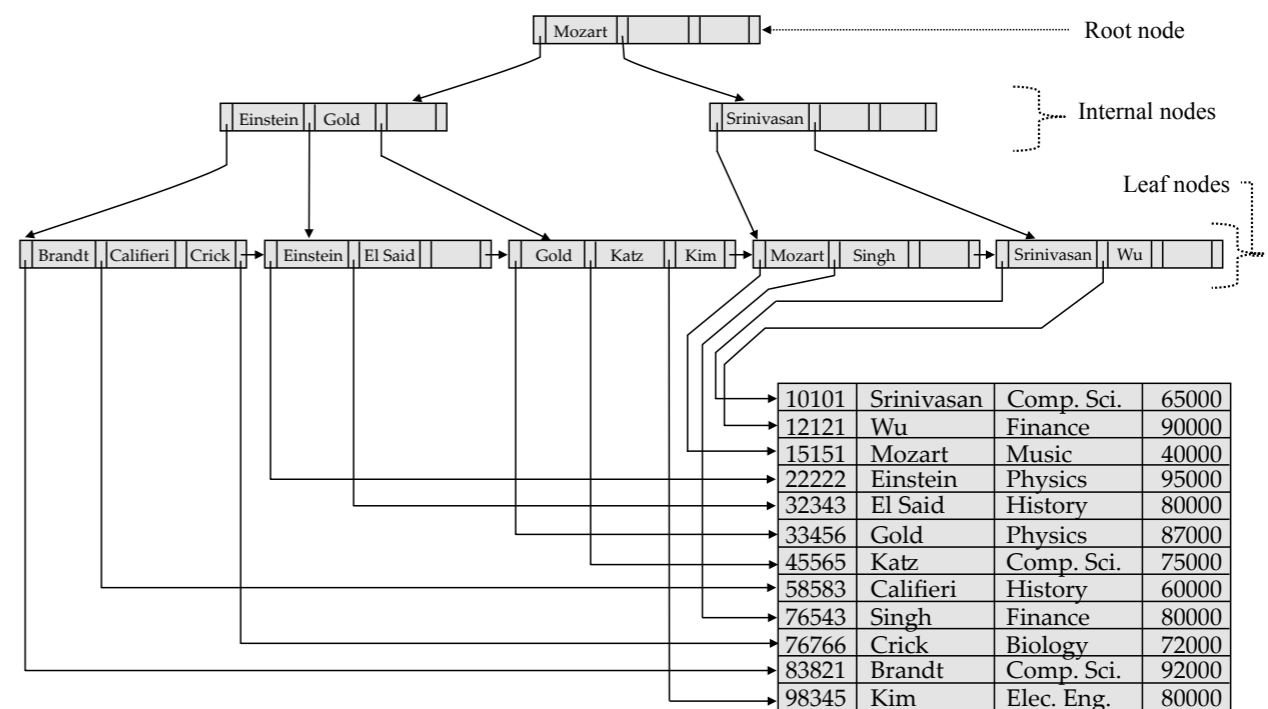 Mozart
Root node
Einstein Gold
Srinivasan
Internal nodes
Leaf nodes
Brandt Califieri Crick
Einstein El Said
Gold Katz Kim
Mozart Singh
Srinivasan Wu
10101 Srinivasan Comp. Sci. 65000
12121 Wu Finance 90000
15151 Mozart Music 40000
22222 Einstein Physics 95000
32343 El Said History 80000
33456 Gold Physics 87000
45565 Katz Comp. Sci. 75000
58583 Califieri History 60000
76543 Singh Finance 80000
76766 Crick Biology 72000
83821 Brandt Comp. Sci. 92000
98345 Kim Elec. Eng. 80000